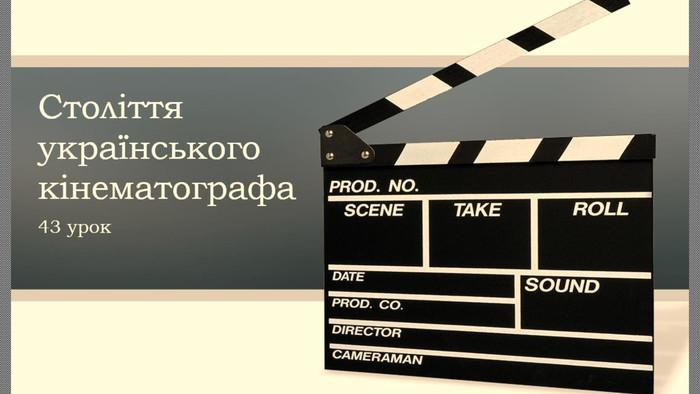 Століття
українського
кінематографа
43 урок
PROD. NO.
SCENE TAKE ROLL
DATE
SOUND
PROD. CO.
DIRECTOR
CAMERAMAN